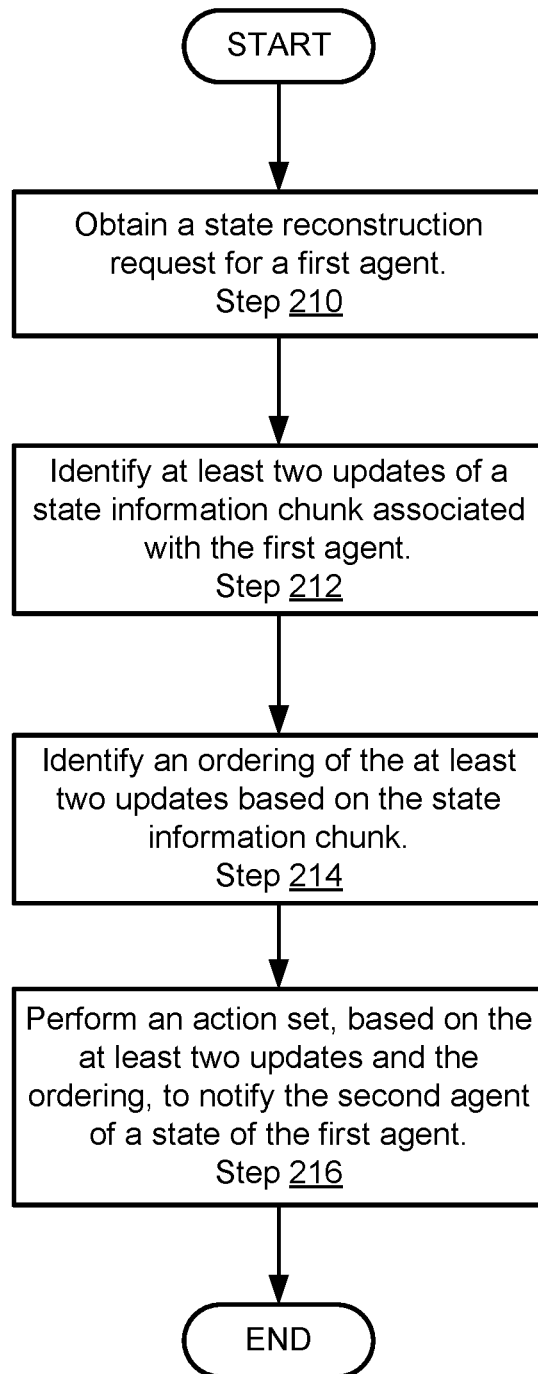 START
Obtain a state reconstruction
request for a first agent.
Step 210
Identify at least two updates of a
state information chunk associated
with the first agent.
Step 212
Identify an ordering of the at least
two updates based on the state
information chunk.
Step 214
Perform an action set, based on the
at least two updates and the
ordering, to notify the second agent
of a state of the first agent.
Step 216
END